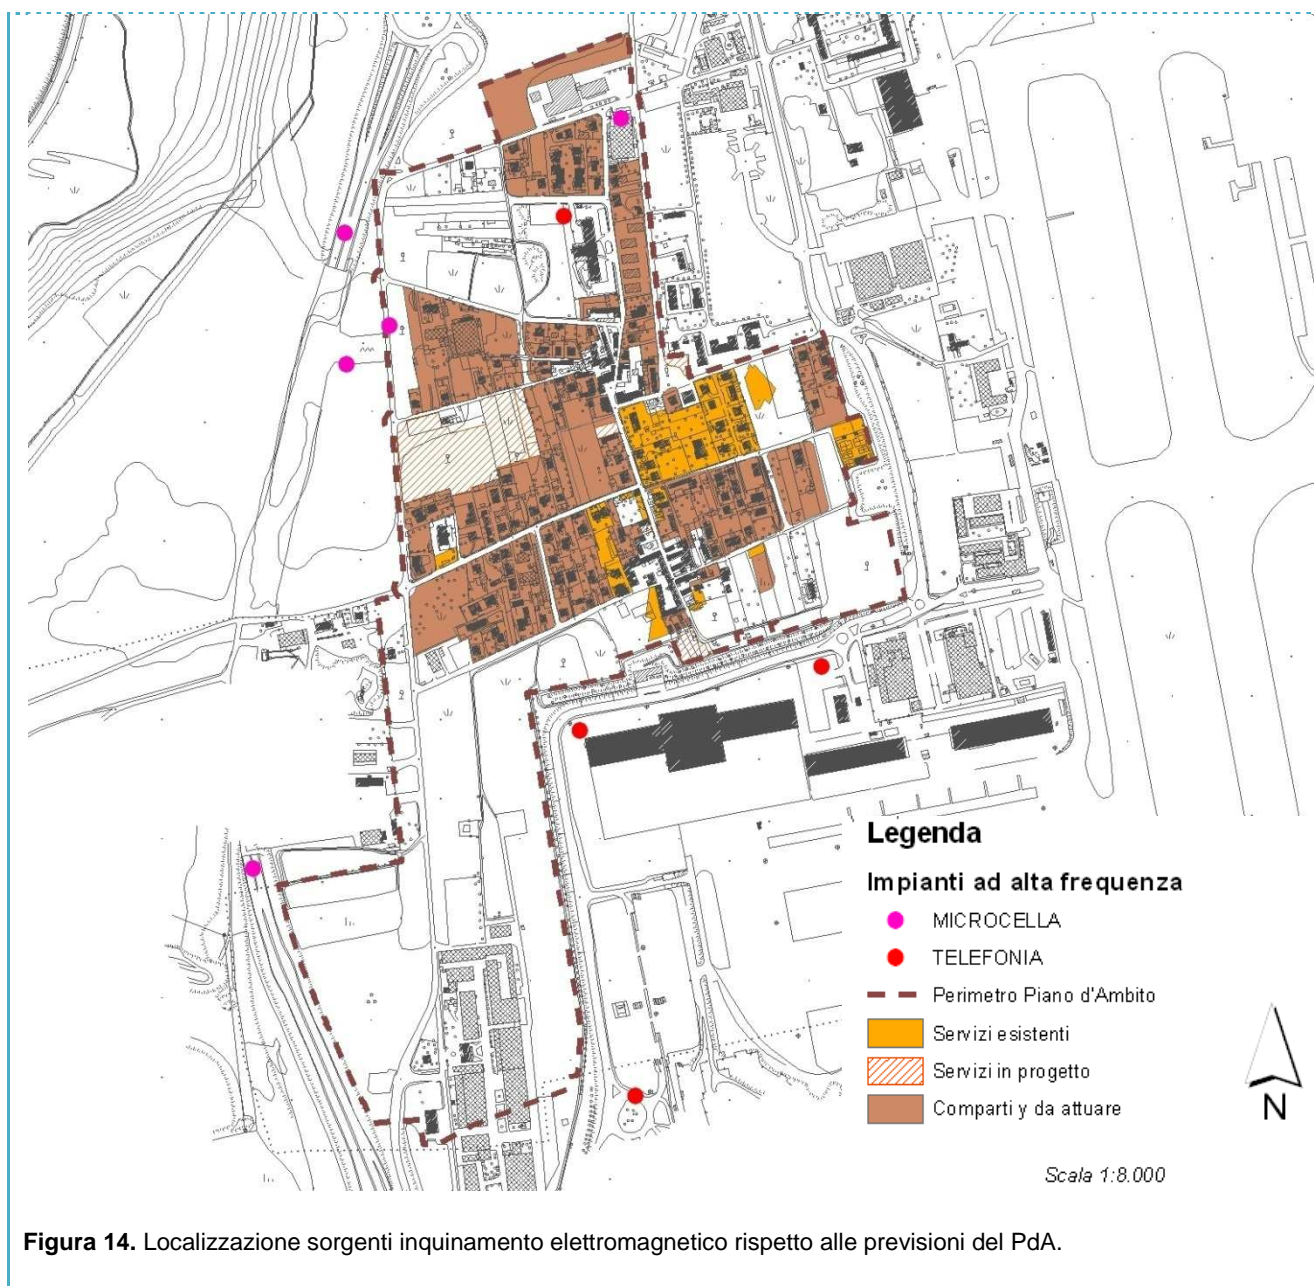 Legenda
Impianti ad alta frequenza
MICROCELLA
TELEFONIA
Perimetro Piano d'Ambito
Servizi esistenti
Servizi in progetto
Comparti y da attuare
N
Scala 1:8.000
Figura 14. Localizzazione sorgenti inquinamento elettromagnetico rispetto alle previsioni del PdA.